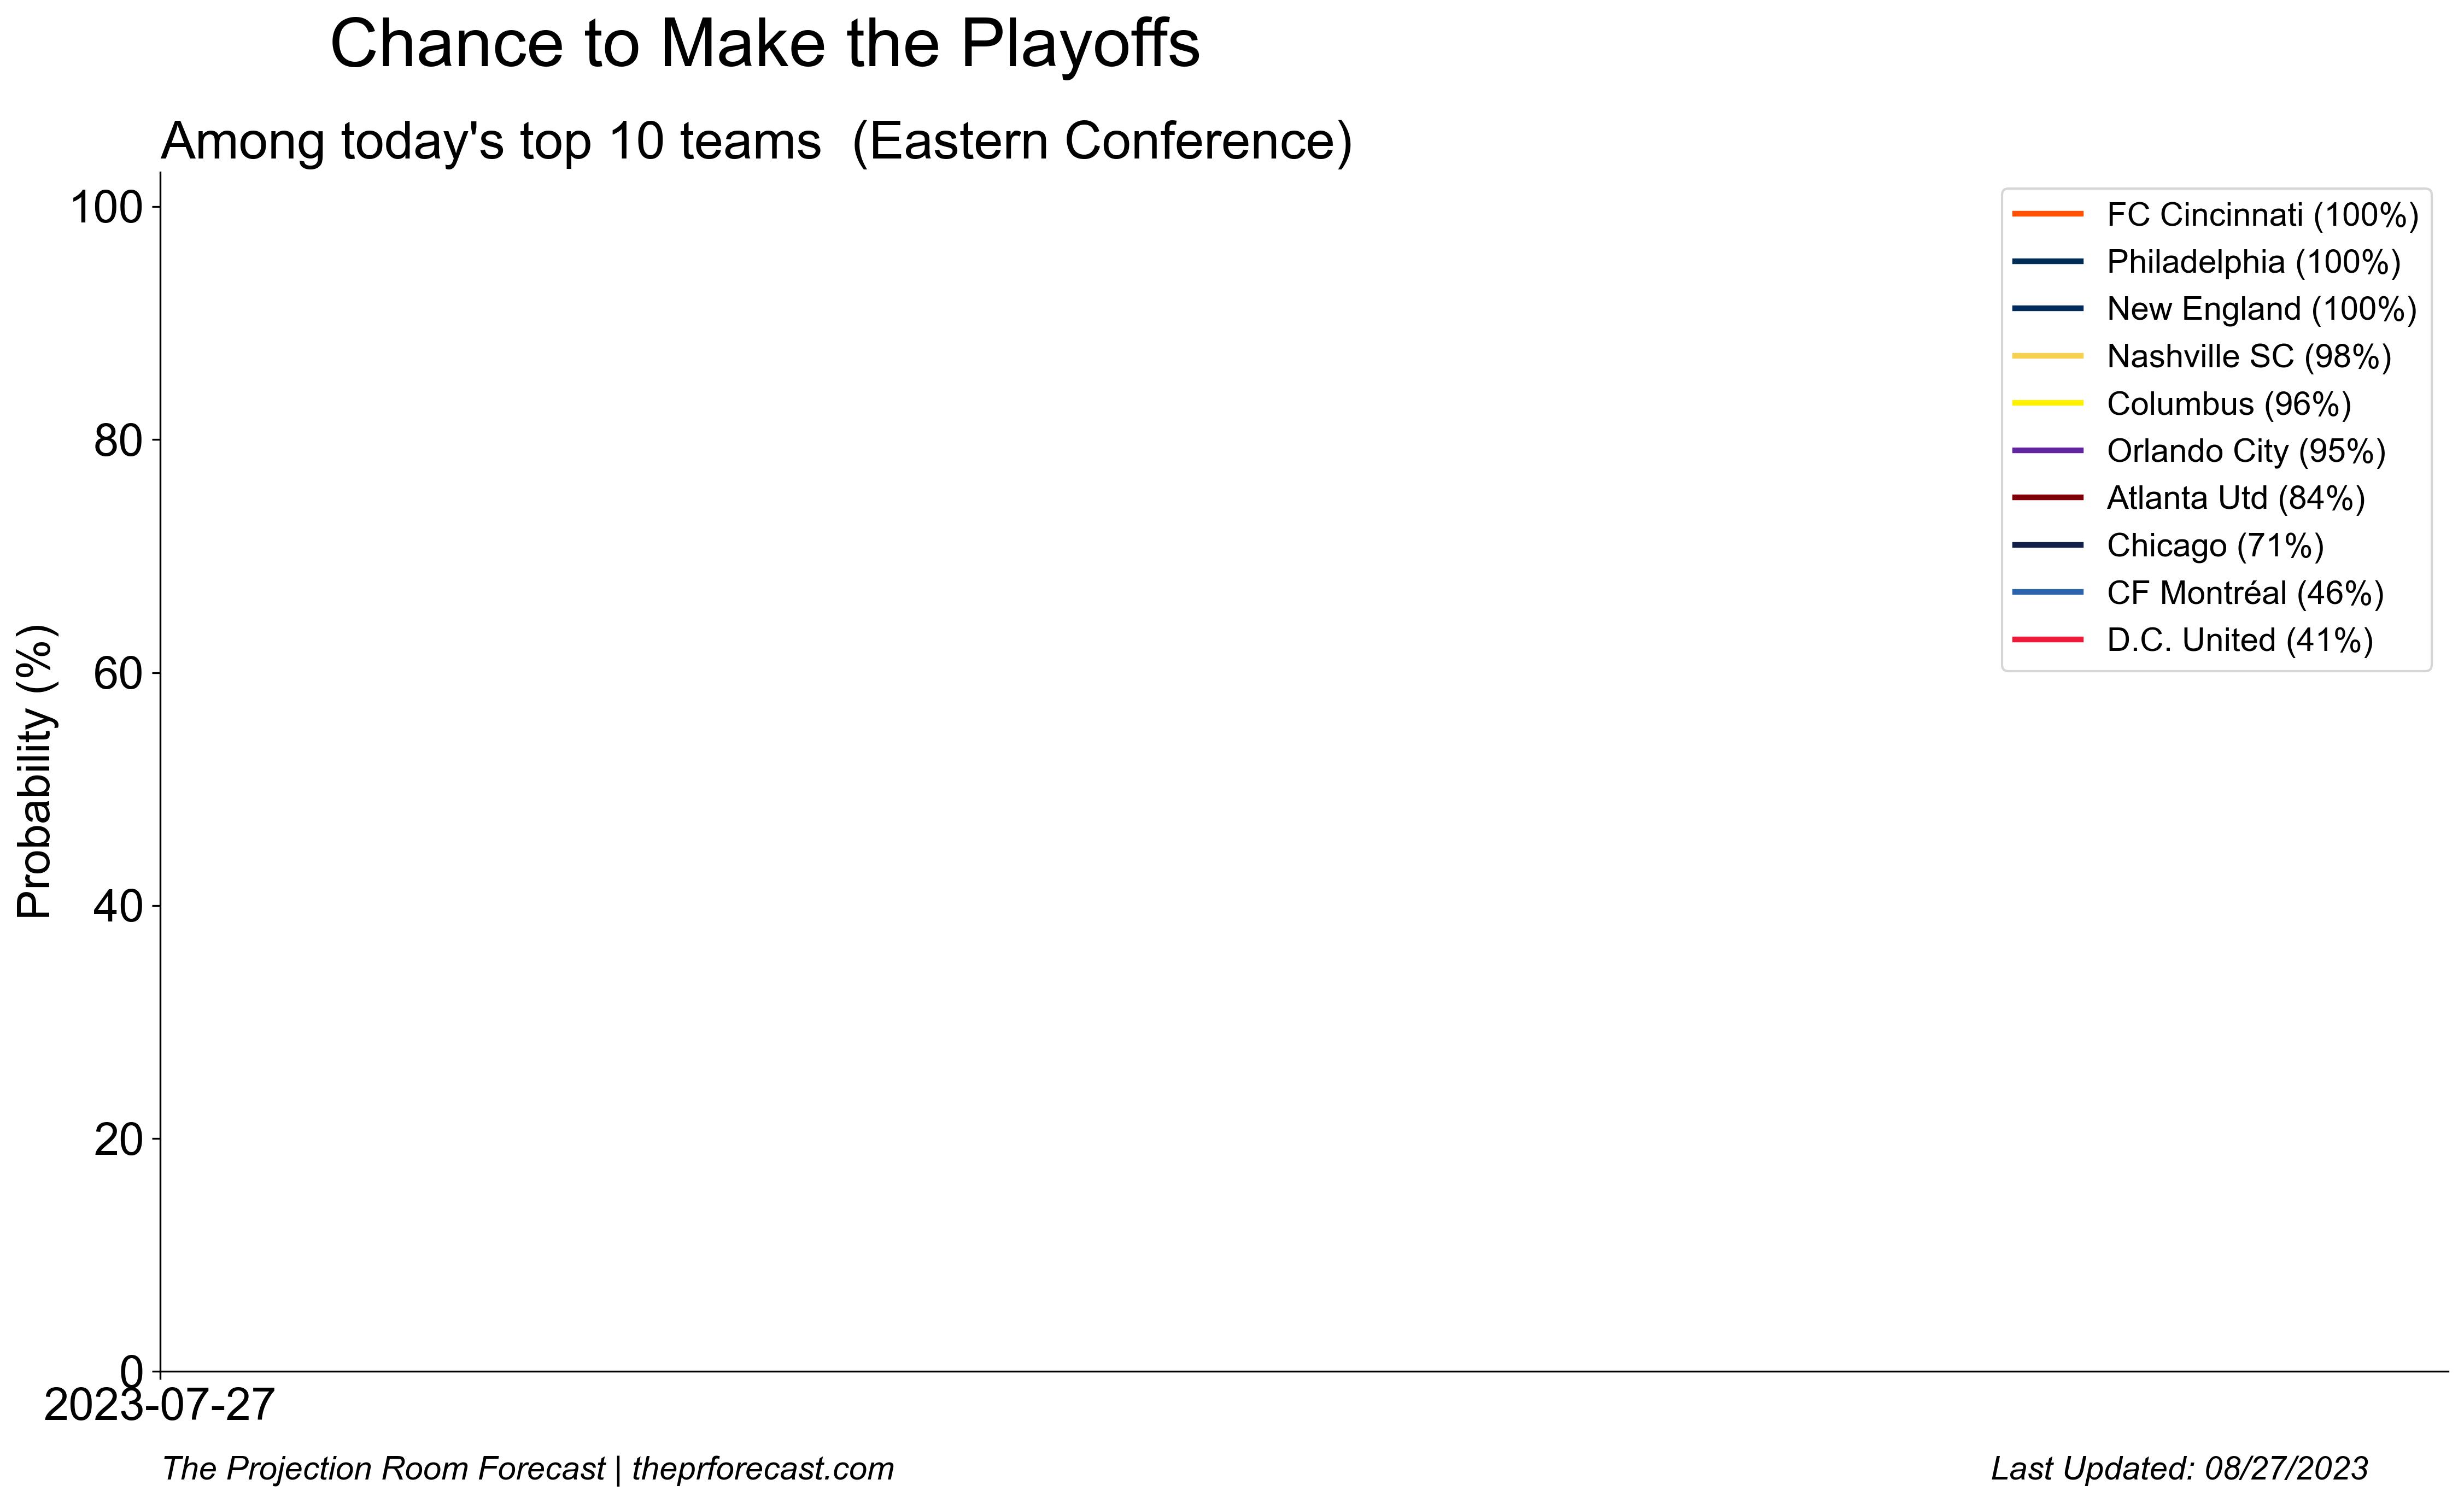 Chance to Make the Playoffs
Among today's top 10 teams  (Eastern Conference)
100
80
60
40
20
0
Probability (%)
FC Cincinnati (100%)
Philadelphia (100%)
New England (100%)
Nashville SC (98%)
Columbus (96%)
Orlando City (95%)
Atlanta Utd (84%)
Chicago (71%)
CF Montréal (46%)
D.C. United (41%)
2023-07-27
The Projection Room Forecast | theprforecast.com
Last Updated: 08/27/2023